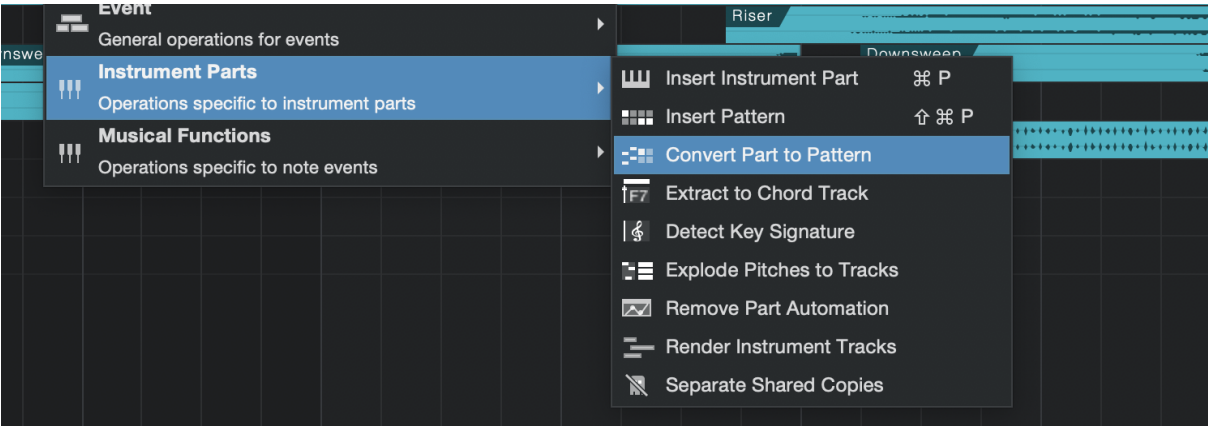 Event
General operations for events
Instrument Parts
Operations specific to instrument parts
Musical Functions
Operations specific to note events
Riser
nswe
Downsweep
Insert Instrument Part ⌘ P
Insert Pattern ⇧ ⌘ P
Convert Part to Pattern
F7 Extract to Chord Track
Detect Key Signature
Explode Pitches to Tracks
Remove Part Automation
Render Instrument Tracks
Separate Shared Copies